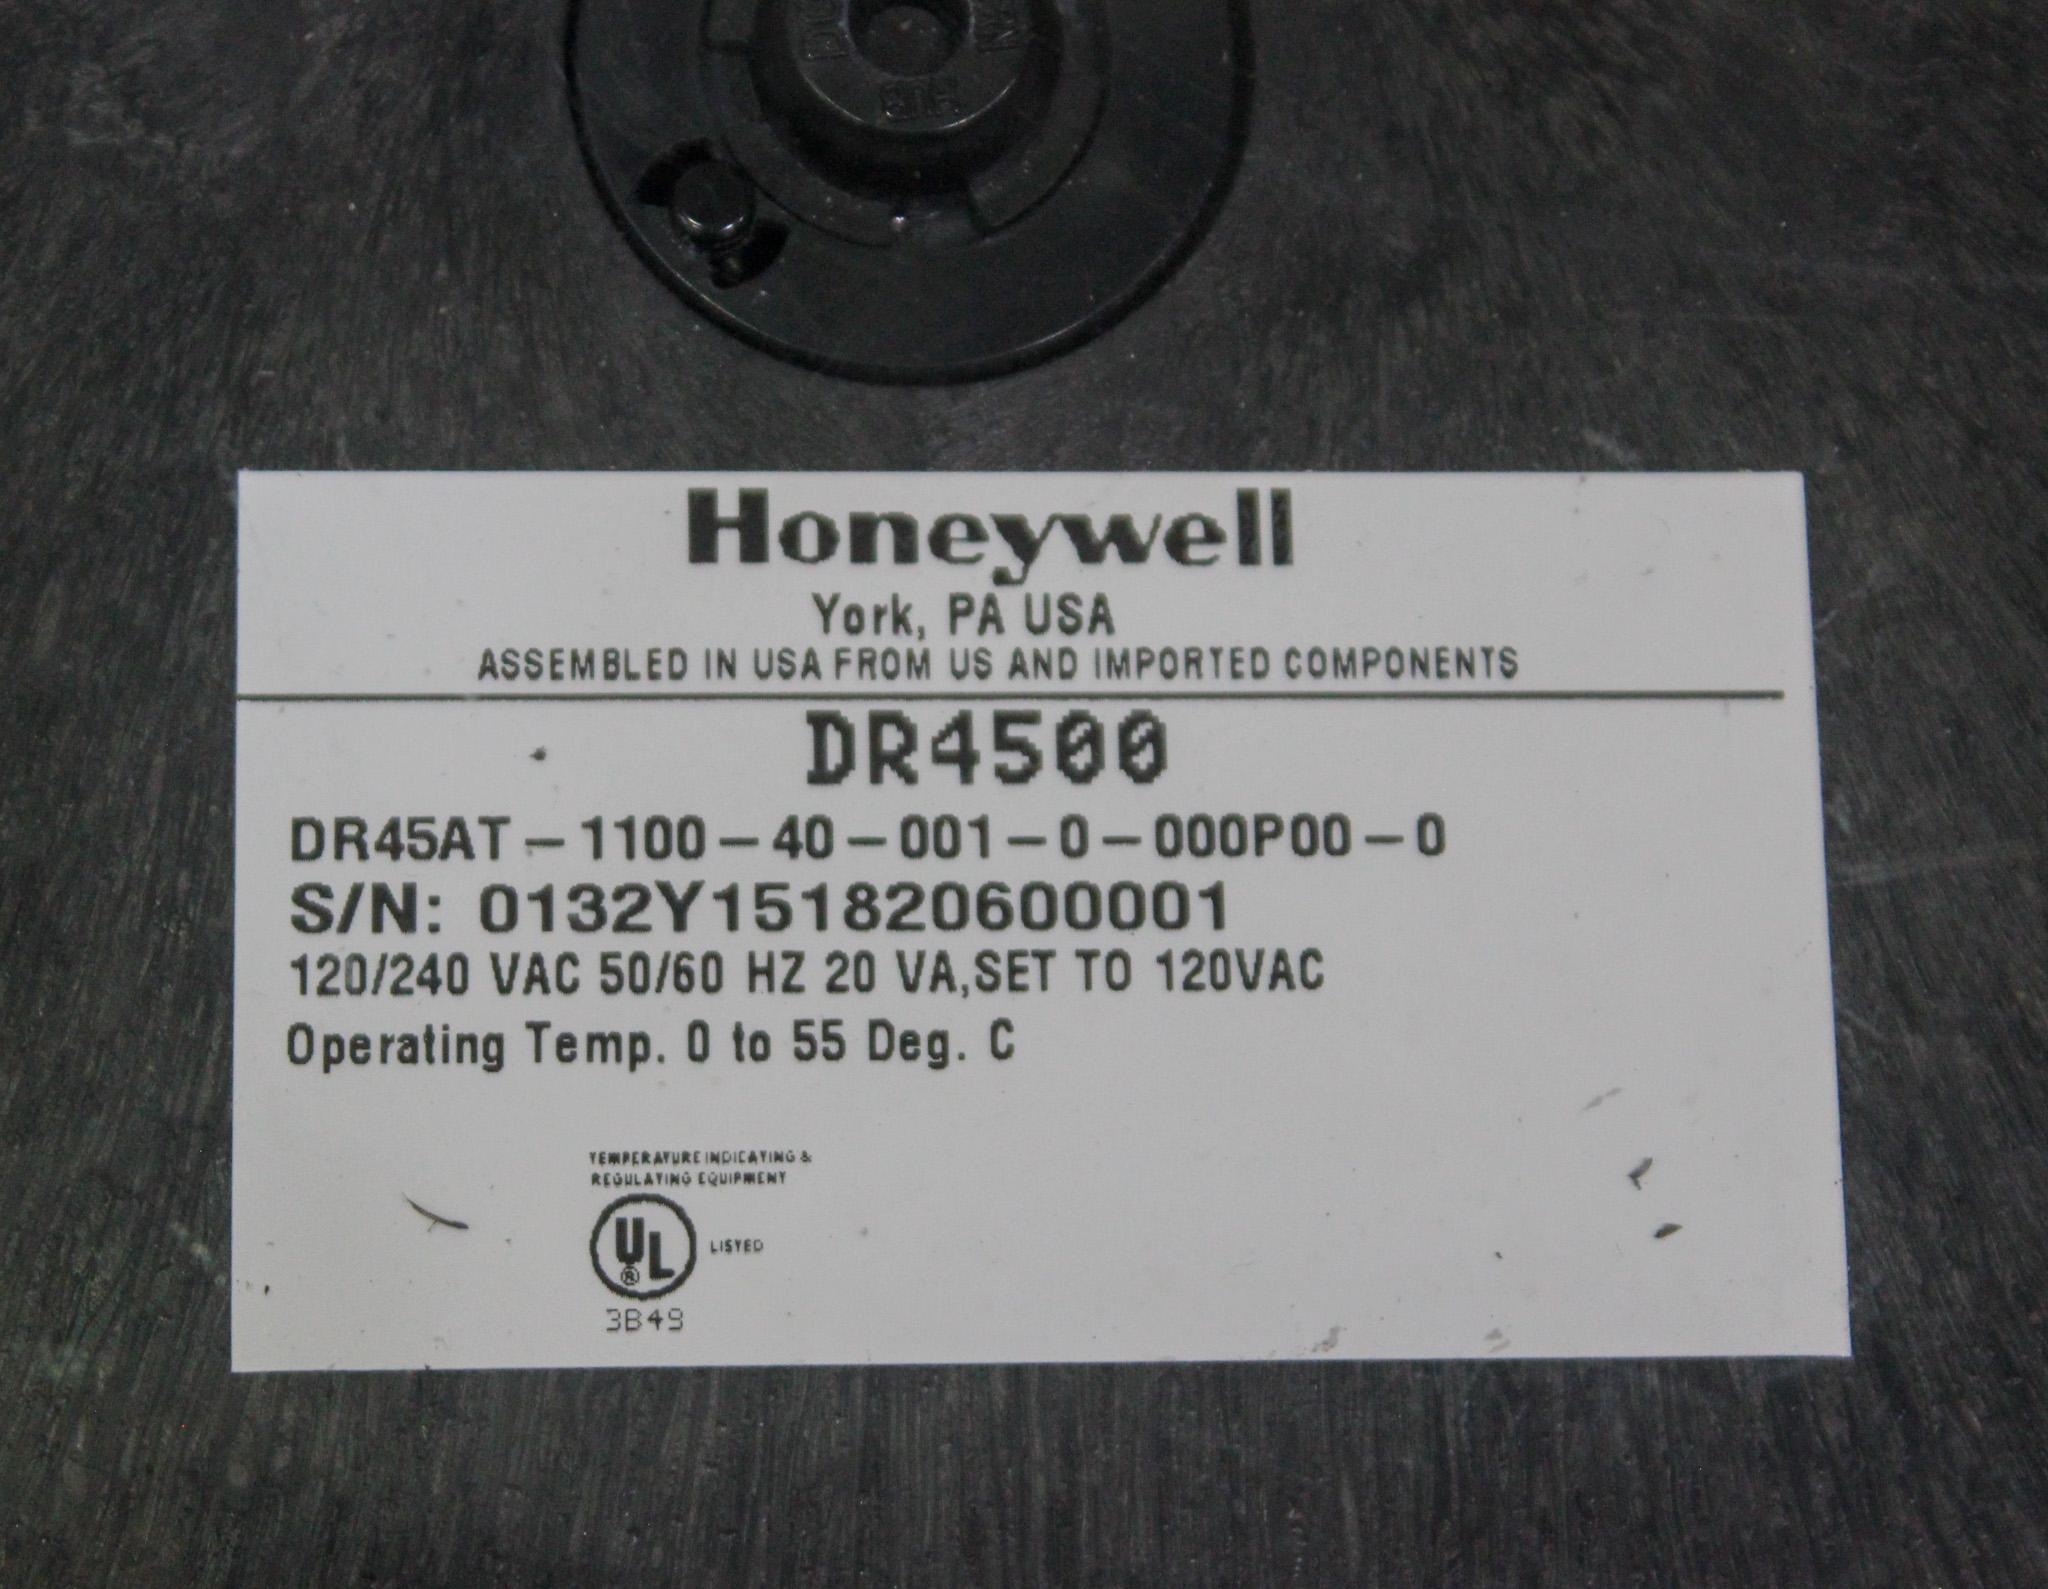 Honeywell
York, PA USA
ASSEMBLED IN USA FROM US AND IMPORTED COMPONENTS
DR4500
DR45AT-1100-40-001-0-000P00-0
S/N: 0132Y151820600001
120/240 VAC 50/60 HZ 20 VA,SET TO 120VAC
Operating Temp. 0 to 55 Deg. C
TEMPERATURE INDICATING &
REGULATING EQUIPMENT
UL ® LISTED
3B49